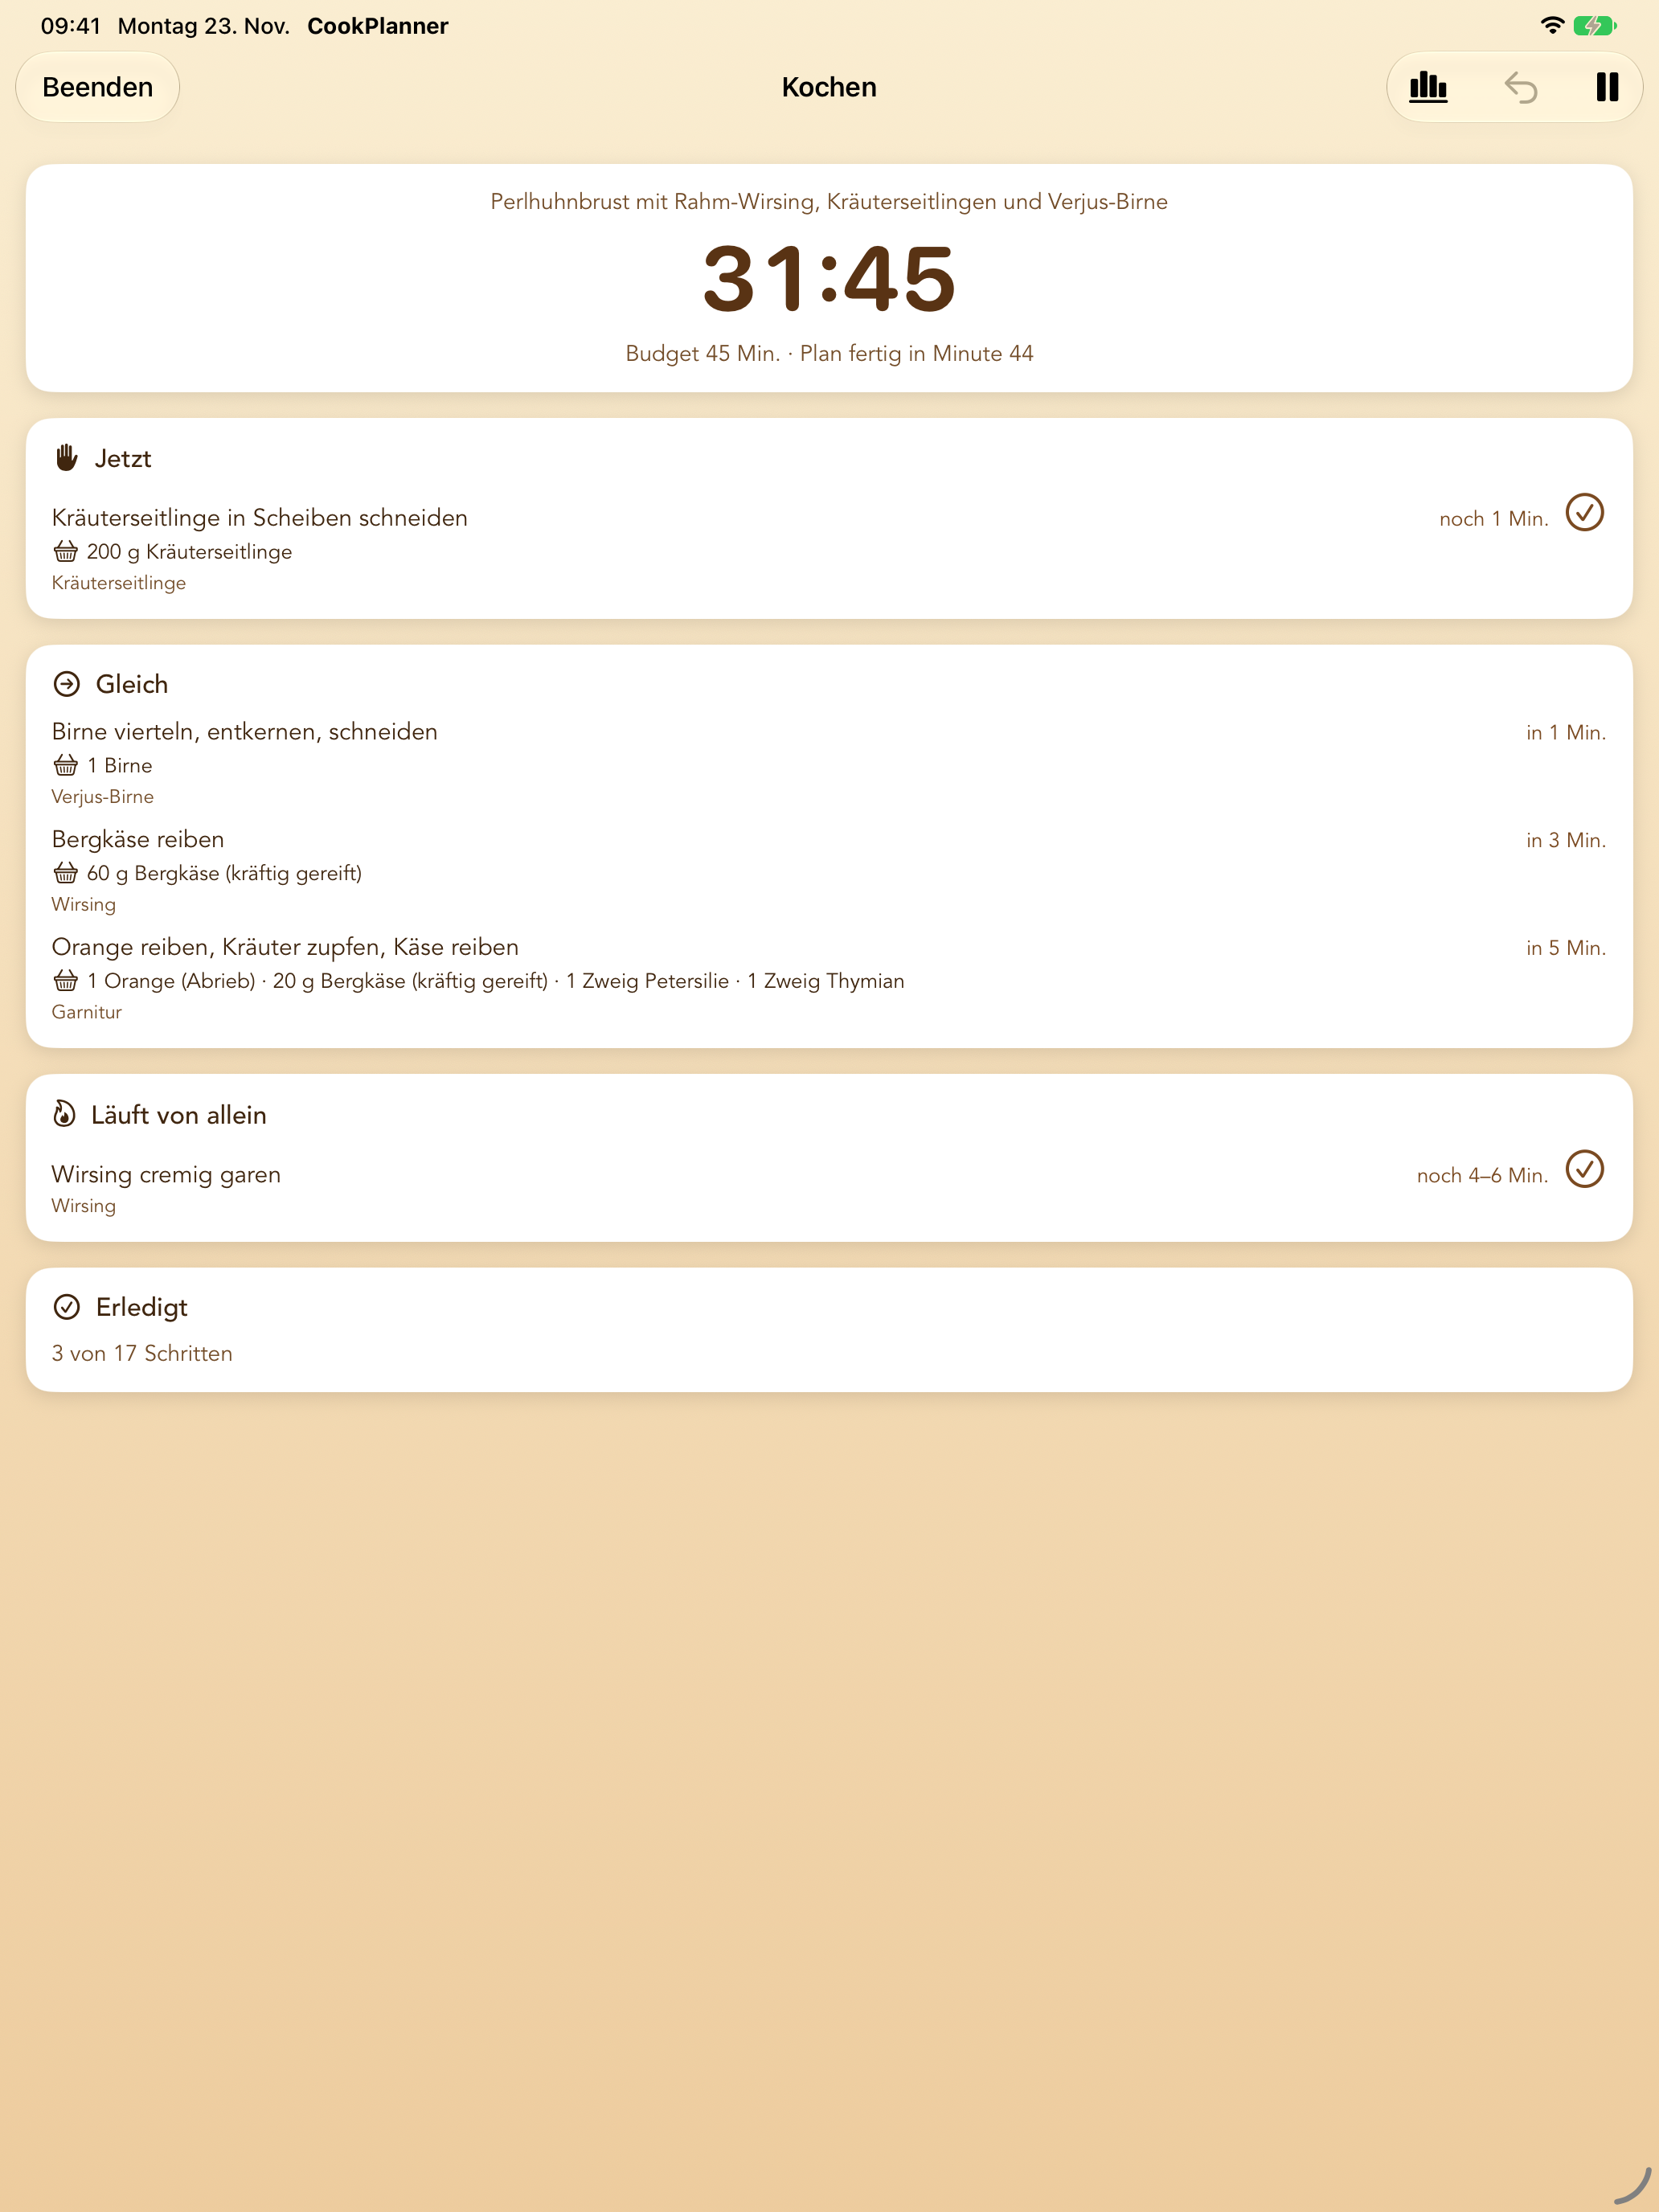 09:41 Montag 23. Nov. CookPlanner
Beenden
Kochen
Perlhuhnbrust mit Rahm-Wirsing, Kräuterseitlingen und Verjus-Birne
31:45
Budget 45 Min. · Plan fertig in Minute 44
Jetzt
Kräuterseitlinge in Scheiben schneiden
noch 1 Min.
200 g Kräuterseitlinge
Kräuterseitlinge
Gleich
Birne vierteln, entkernen, schneiden
in 1 Min.
1 Birne
Verjus-Birne
Bergkäse reiben
in 3 Min.
60 g Bergkäse (kräftig gereift)
Wirsing
Orange reiben, Kräuter zupfen, Käse reiben
in 5 Min.
1 Orange (Abrieb) · 20 g Bergkäse (kräftig gereift) · 1 Zweig Petersilie · 1 Zweig Thymian
Garnitur
Läuft von allein
Wirsing cremig garen
noch 4–6 Min.
Wirsing
Erledigt
3 von 17 Schritten